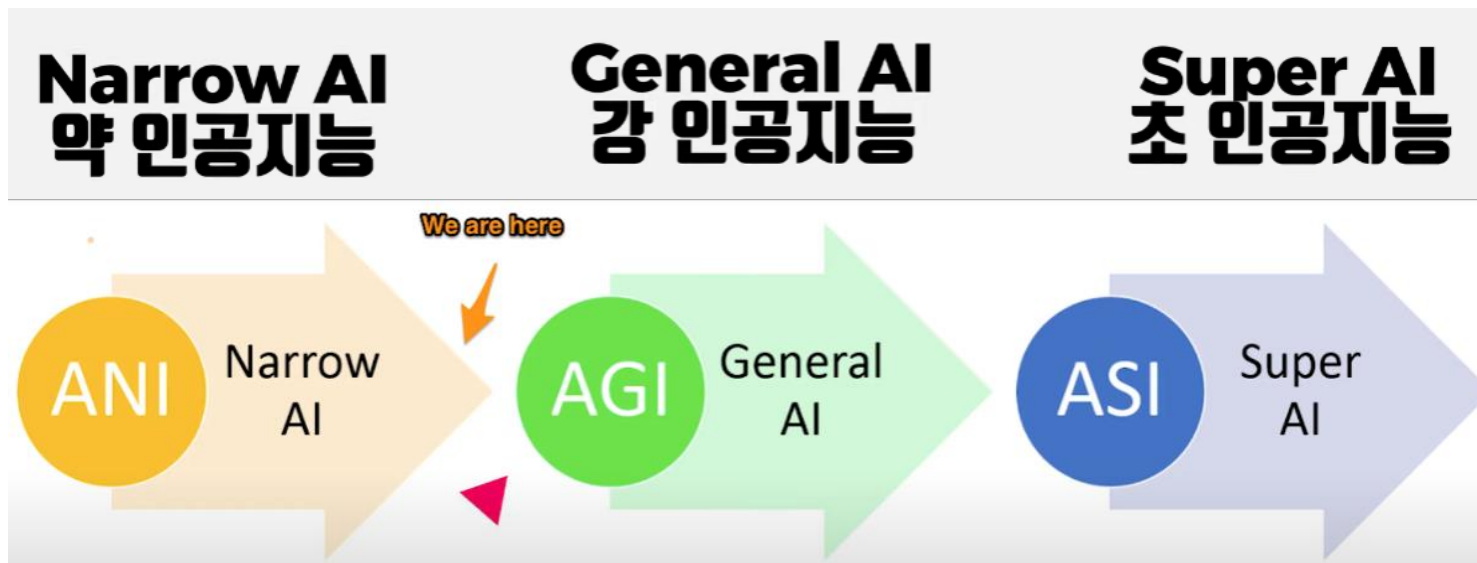 Narrow AI
약 인공지능
General AI
강 인공지능
Super AI
초 인공지능
We are here
ANI
Narrow
AI
AGI
General
AI
ASI
Super
AI